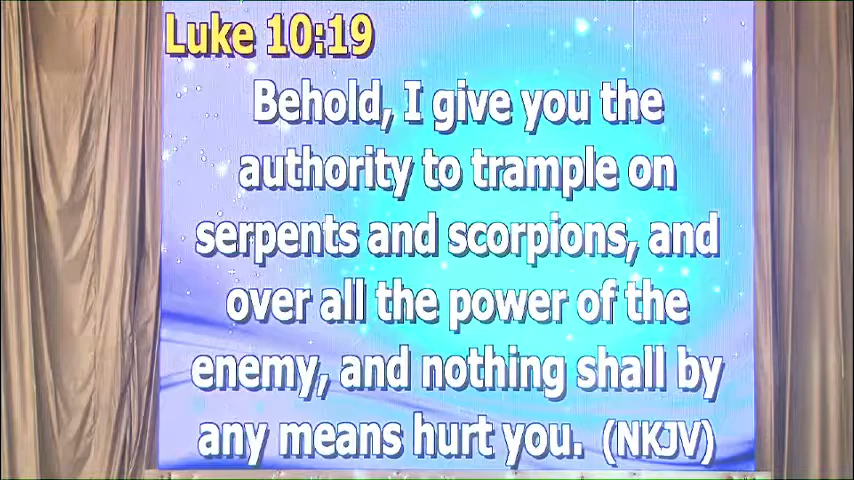 Luke 10:19
Behold, I give you the
authority to trample on
serpents and scorpions, and
over all the power of the
enemy, and nothing shall by
any means hurt you. (NKJV)